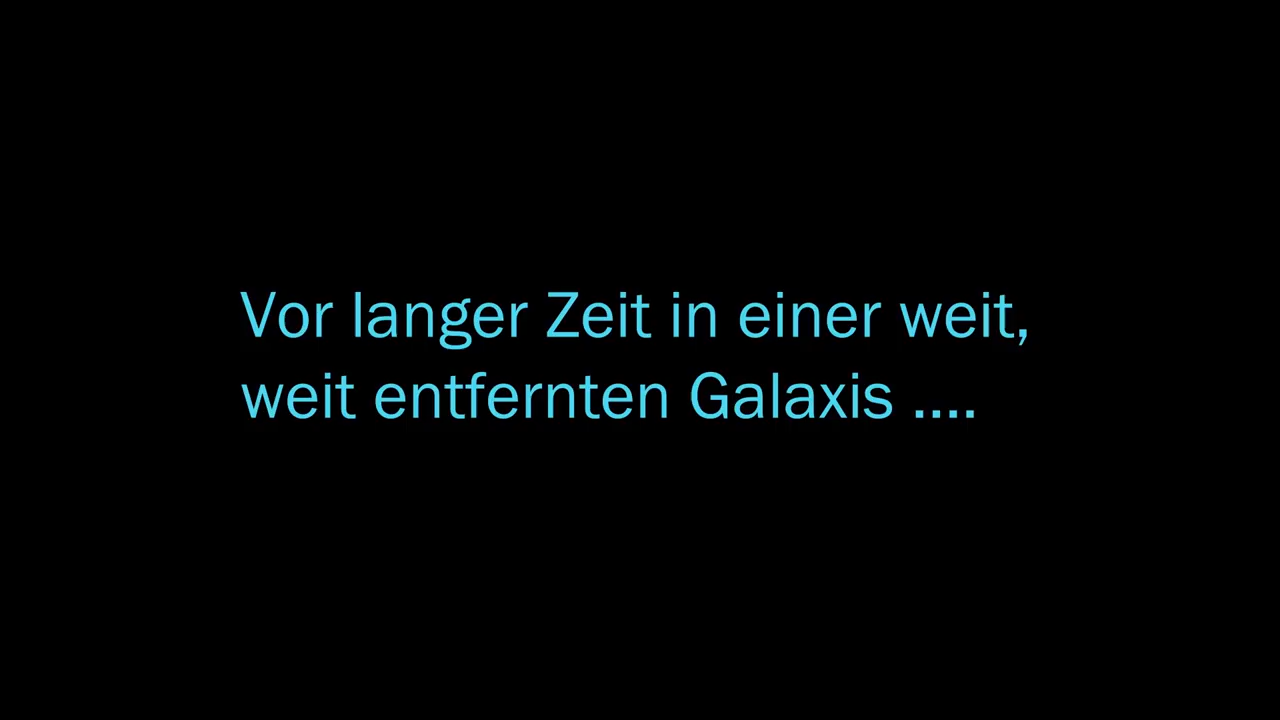 Vor langer Zeit in einer weit,
weit entfernten Galaxis ....